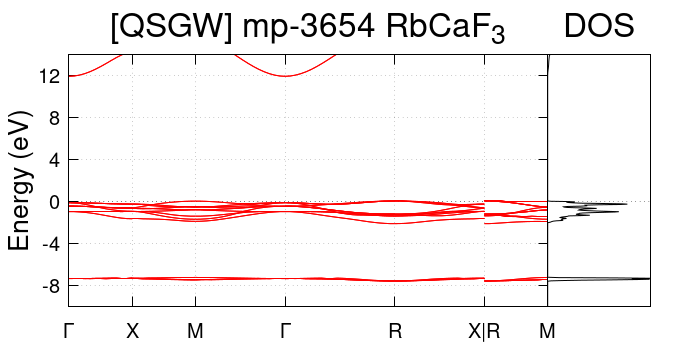 [QSGW] mp-3654 RbCaF3 DOS
Energy (eV)
12
8
4
0
-4
-8
Γ X M Γ R X|R M